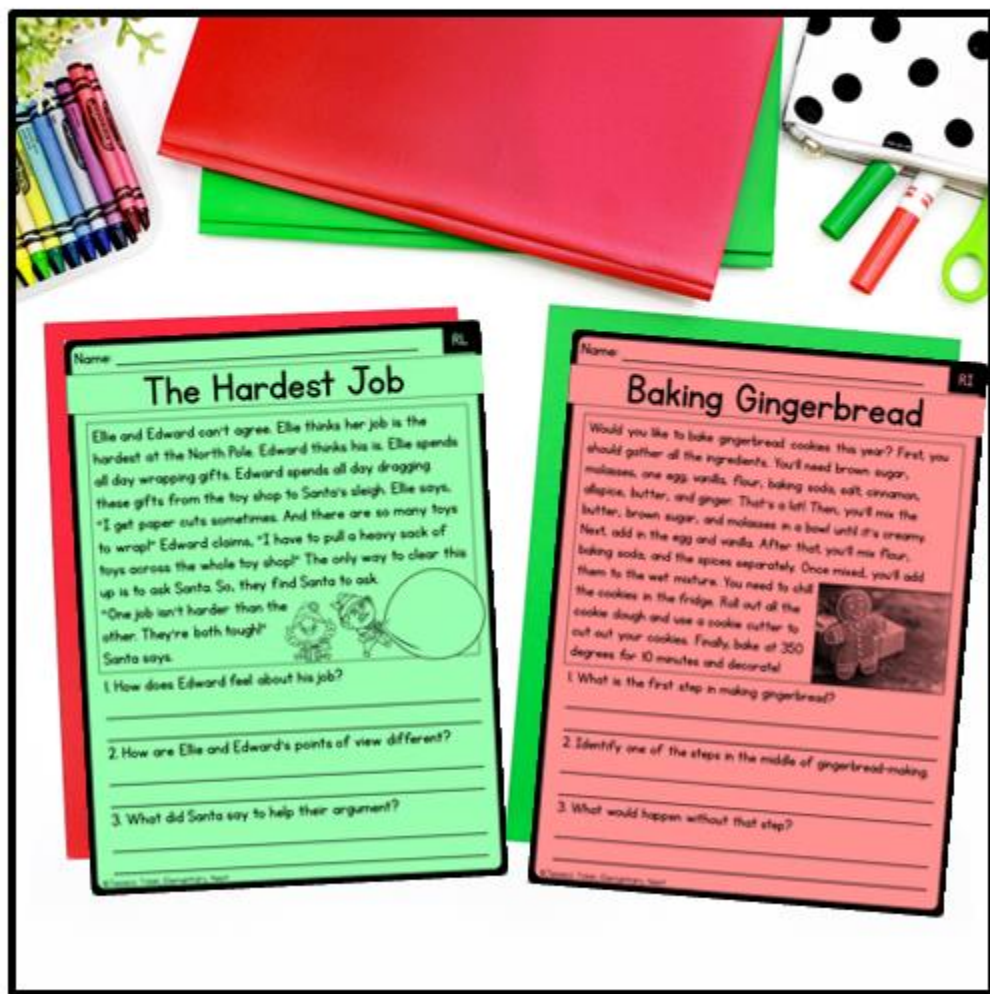 RL
Name:
The Hardest Job
Ellie and Edward can't agree. Ellie thinks her job is the
hardest at the North Pole. Edward thinks his is. Ellie spends
all day wrapping gifts. Edward spends all day dragging
these gifts from the toy shop to Santa's sleigh. Ellie says,
"I get paper cuts sometimes. And there are so many toys
to wrap!" Edward claims, "I have to pull a heavy sack of
toys across the whole toy shop!" The only way to clear this
up is to ask Santa. So, they find Santa to ask.
"One job isn't harder than the
other. They're both tough!"
Santa says.
1. How does Edward feel about his job?
2. How are Ellie and Edward's points of view different?
3. What did Santa say to help their argument?
RI
Name:
Baking Gingerbread
Would you like to bake gingerbread cookies this year? First, you
should gather all the ingredients. You'll need brown sugar,
molasses, one egg, vanilla, flour, baking soda, salt, cinnamon,
allspice, butter, and ginger. That's a lot! Then, you'll mix the
butter, brown sugar, and molasses in a bowl until it's creamy.
Next, add in the egg and vanilla. After that, you'll mix flour,
baking soda, and the spices separately. Once mixed, you'll add
them to the wet mixture. You need to chill
the cookies in the fridge. Roll out all the
cookie dough and use a cookie cutter to
cut out your cookies. Finally, bake at 350
degrees for 10 minutes and decorate!
1. What is the first step in making gingerbread?
2. Identify one of the steps in the middle of gingerbread-making.
3. What would happen without that step?